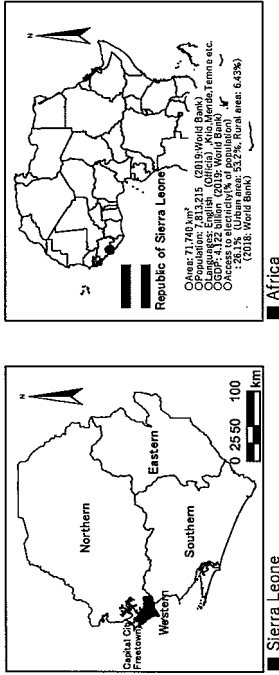 N
Republic of Sierra Leone
○Area: 71,740 km²
○Population: 7,813,215 (2019:World Bank)
○Languages: English (Official), Krio,Mende,Temne etc.
○GDP: 4.122 billion (2019: World Bank)
○Access to electricity(% of population)
: 26.1% (Urban area: 53.2%, Rural area: 6.43%)
(2018: World Bank)
■ Africa
N
Northern
Eastern
Capital City
Freetown
Western
Southern
0 25 50 100
km
■ Sierra Leone